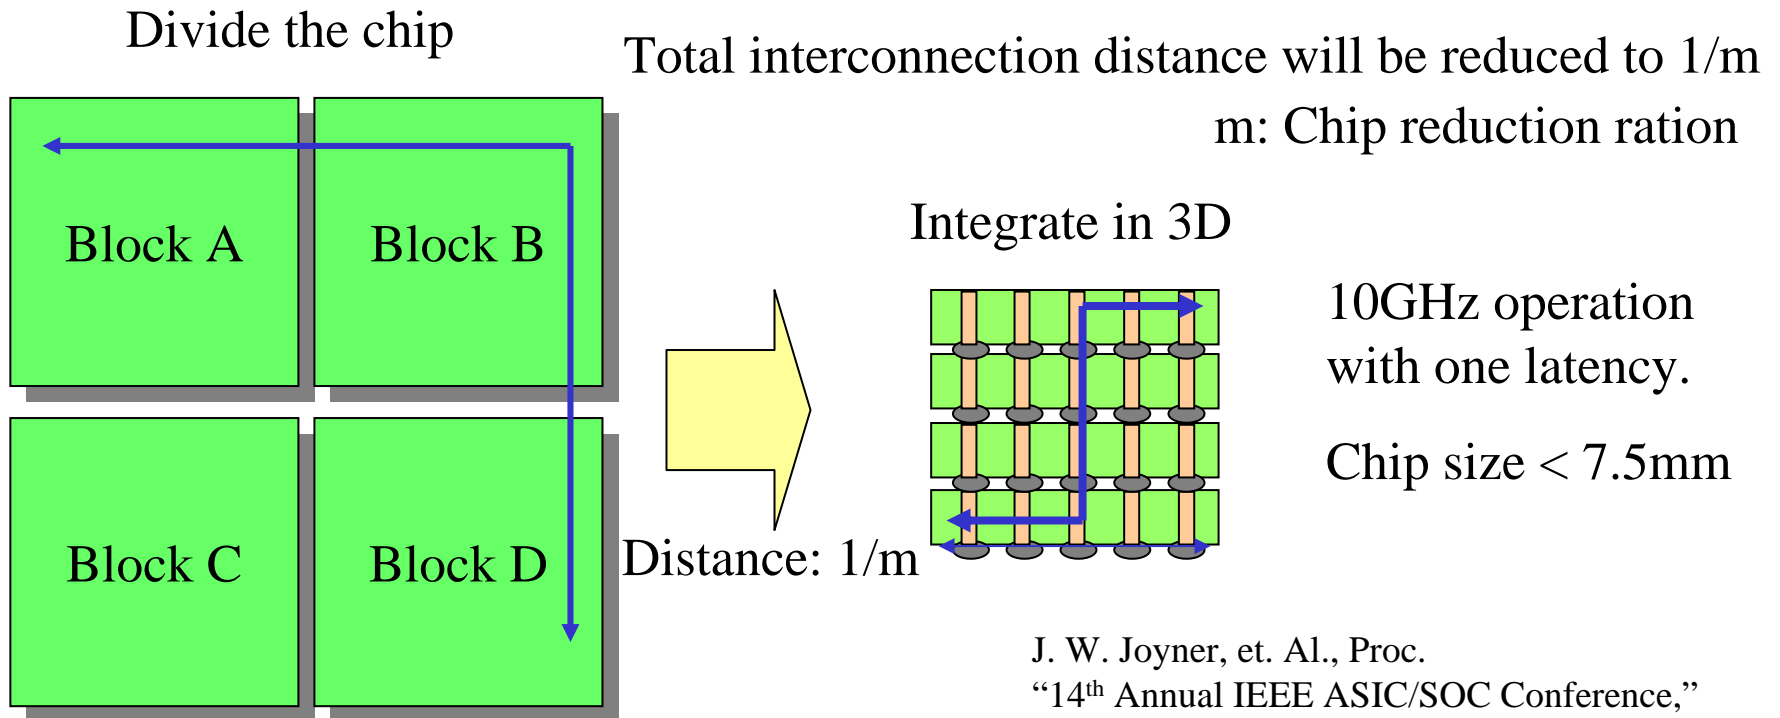 Divide the chip
Total interconnection distance will be reduced to 1/m
m: Chip reduction ration
Block A
Block B
Block C
Block D
Integrate in 3D
10GHz operation
with one latency.
Chip size < 7.5mm
Distance: 1/m
J. W. Joyner, et. Al., Proc.
“14th Annual IEEE ASIC/SOC Conference,”